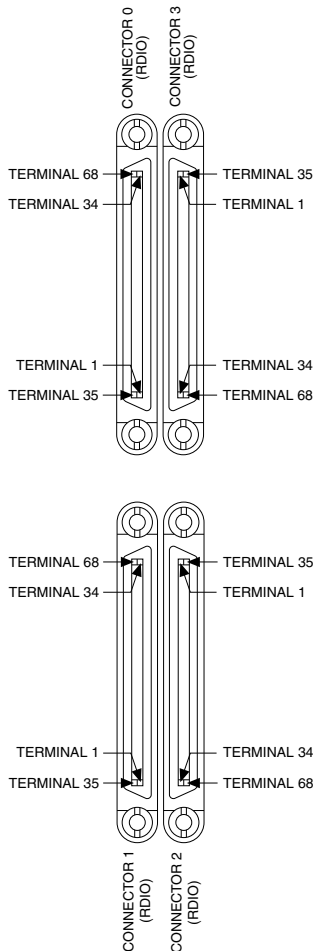 CONNECTOR 0
(RDIO)
CONNECTOR 3
(RDIO)
TERMINAL 68
TERMINAL 35
TERMINAL 34
TERMINAL 1
TERMINAL 1
TERMINAL 34
TERMINAL 35
TERMINAL 68
TERMINAL 68
TERMINAL 35
TERMINAL 34
TERMINAL 1
TERMINAL 1
TERMINAL 34
TERMINAL 35
TERMINAL 68
CONNECTOR 1
(RDIO)
CONNECTOR 2
(RDIO)